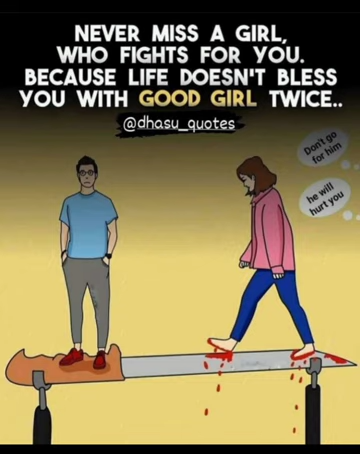 NEVER MISS A GIRL,
WHO FIGHTS FOR YOU.
BECAUSE LIFE DOESN'T BLESS
YOU WITH GOOD GIRL TWICE..
@dhasu_quotes
Don't go
for him
he will
hurt you